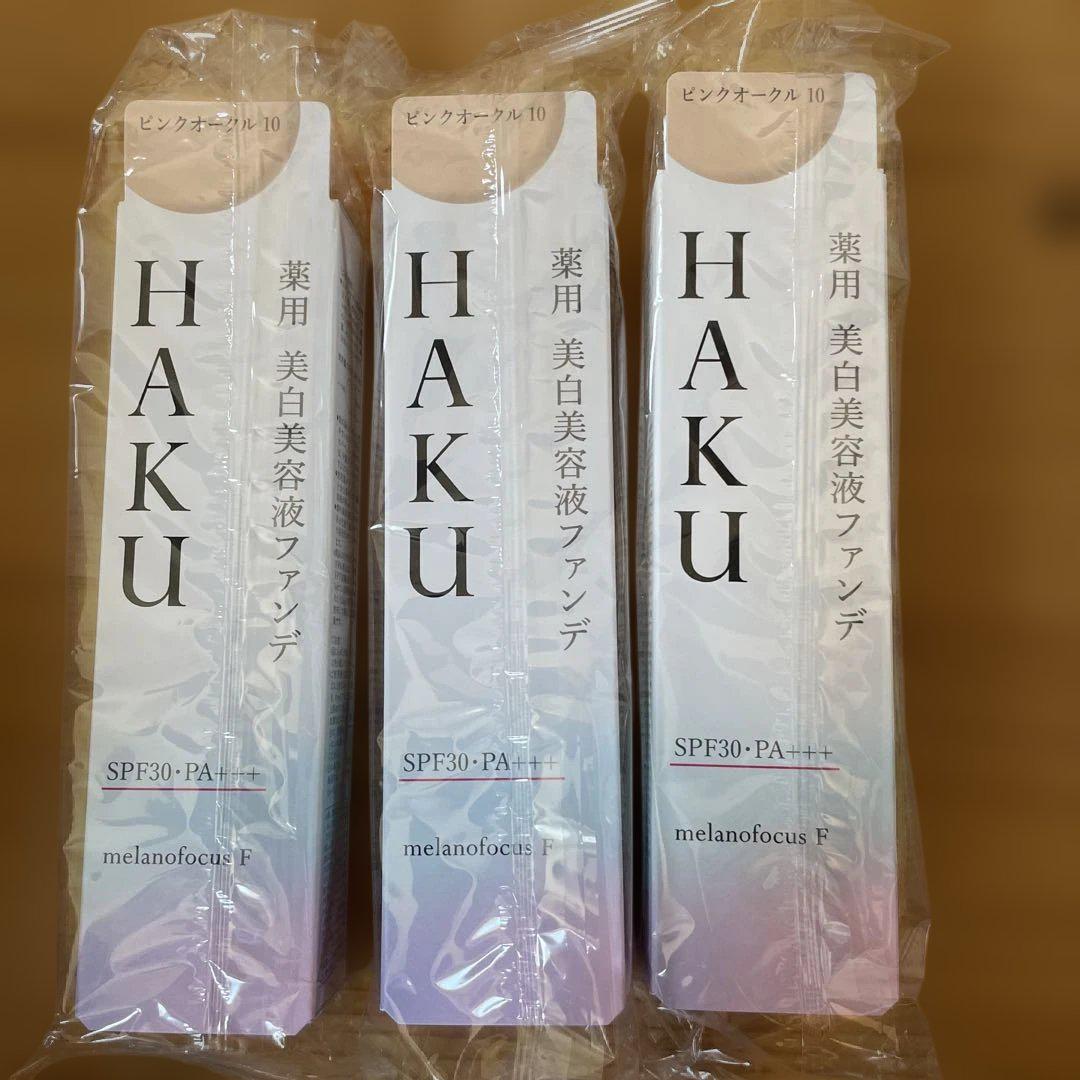 ピンクオークル 10
HAKU
薬用 美白美容液ファンデ
SPF30・PA+++
melanofocus F
ピンクオークル 10
HAKU
薬用 美白美容液ファンデ
SPF30・PA+++
melanofocus F
ピンクオークル 10
HAKU
薬用 美白美容液ファンデ
SPF30・PA+++
melanofocus F